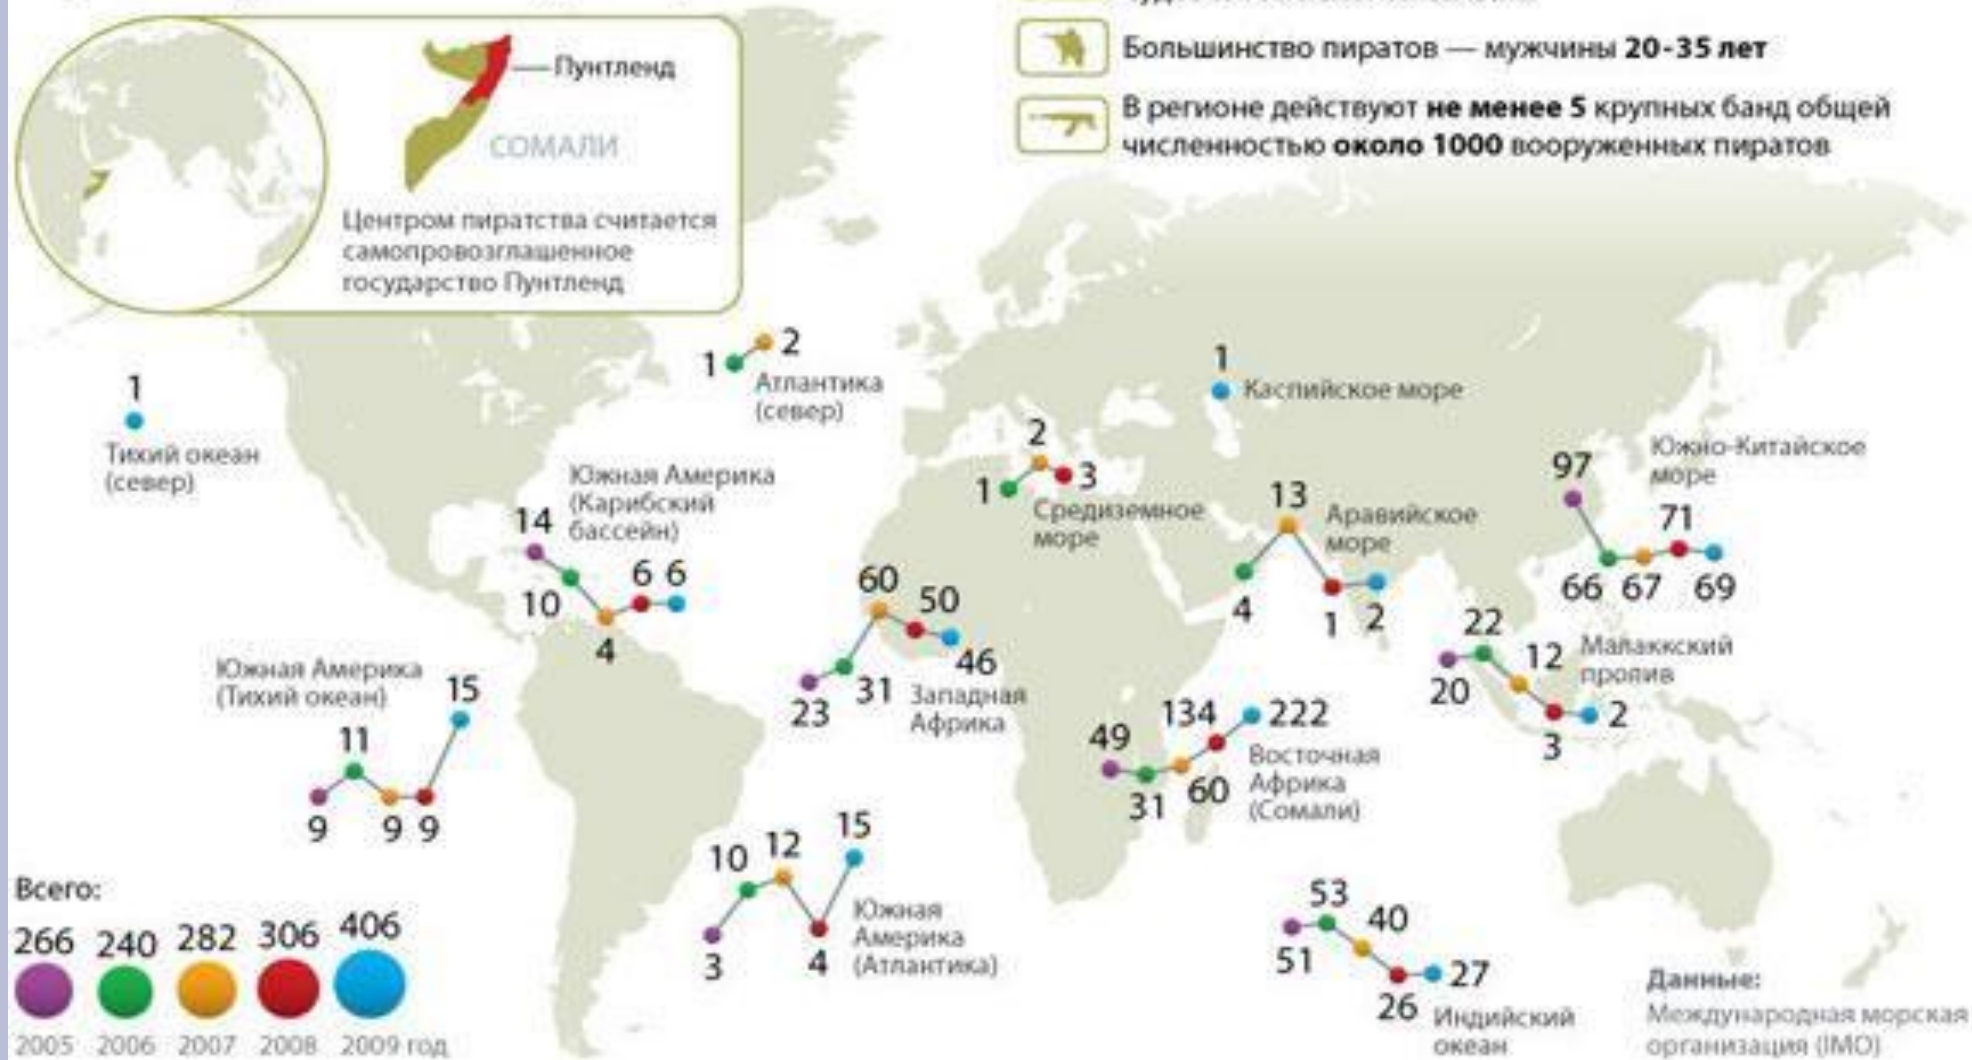 Пунтленд
СОМАЛИ
Центром пиратства считается
самопровозглашенное
государство Пунтленд
Большинство пиратов — мужчины 20-35 лет
В регионе действуют не менее 5 крупных банд общей
численностью около 1000 вооруженных пиратов
1
Тихий океан
(север)
1 2
Атлантика
(север)
1
Каспийское море
2
1 3
Средиземное
море
Южная Америка
(Карибский
бассейн)
14
10
4
6 6
13
Аравийское
море
4
1 2
97
Южно-Китайское
море
71
66 67 69
60
50
46
23
31
Западная
Африка
22
12
Малаккский
пролив
20
3
2
Южная Америка
(Тихий океан)
15
11
9 9 9
49
134 222
31
60
Восточная
Африка
(Сомали)
10 12 15
3 4
Южная
Америка
(Атлантика)
53
40
51
26
27
Индийский
океан
Всего:
266 240 282 306 406
2005 2006 2007 2008 2009 год
Данные:
Международная морская
организация (IMO)